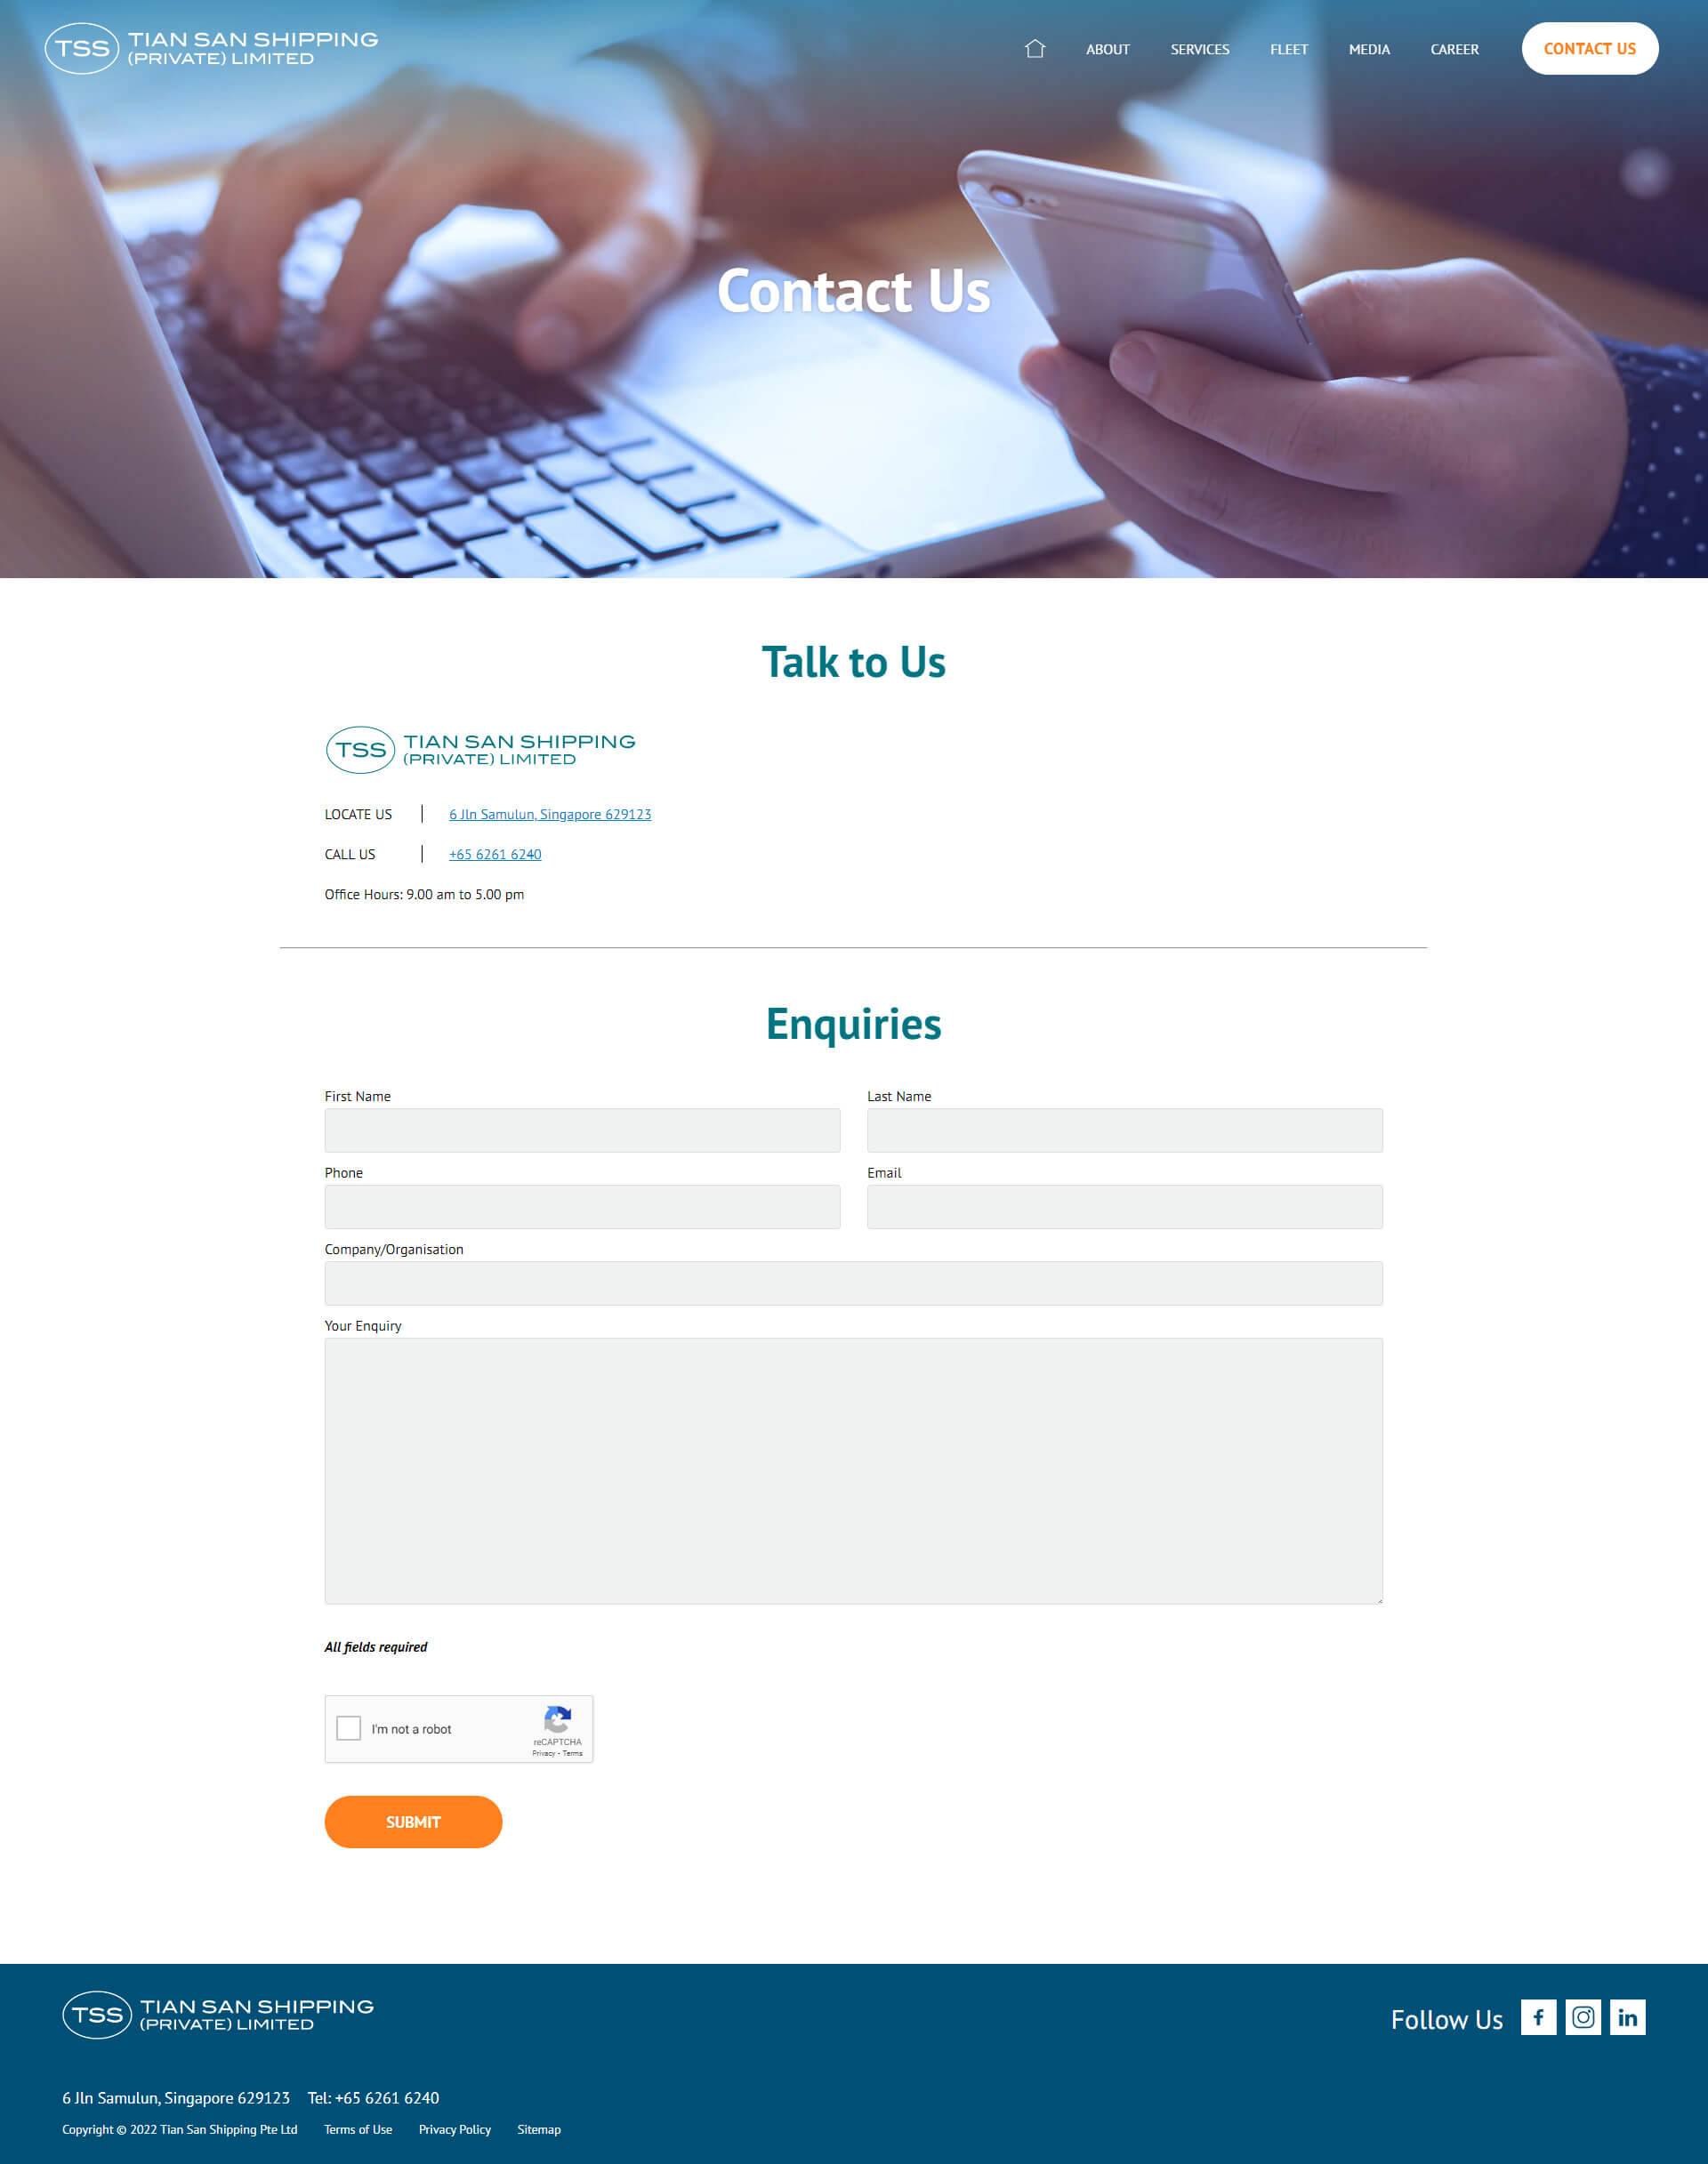 TSS TIAN SAN SHIPPING
(PRIVATE) LIMITED
ABOUT SERVICES FLEET MEDIA CAREER CONTACT US
Contact Us
Talk to Us
TSS TIAN SAN SHIPPING
(PRIVATE) LIMITED
LOCATE US 6 Jln Samulun, Singapore 629123
CALL US +65 6261 6240
Office Hours: 9.00 am to 5.00 pm
Enquiries
First Name Last Name
Phone Email
Company/Organisation
Your Enquiry
All fields required
I'm not a robot
reCAPTCHA
Privacy - Terms
SUBMIT
TSS TIAN SAN SHIPPING
(PRIVATE) LIMITED
Follow Us
6 Jln Samulun, Singapore 629123 Tel: +65 6261 6240
Copyright © 2022 Tian San Shipping Pte Ltd Terms of Use Privacy Policy Sitemap